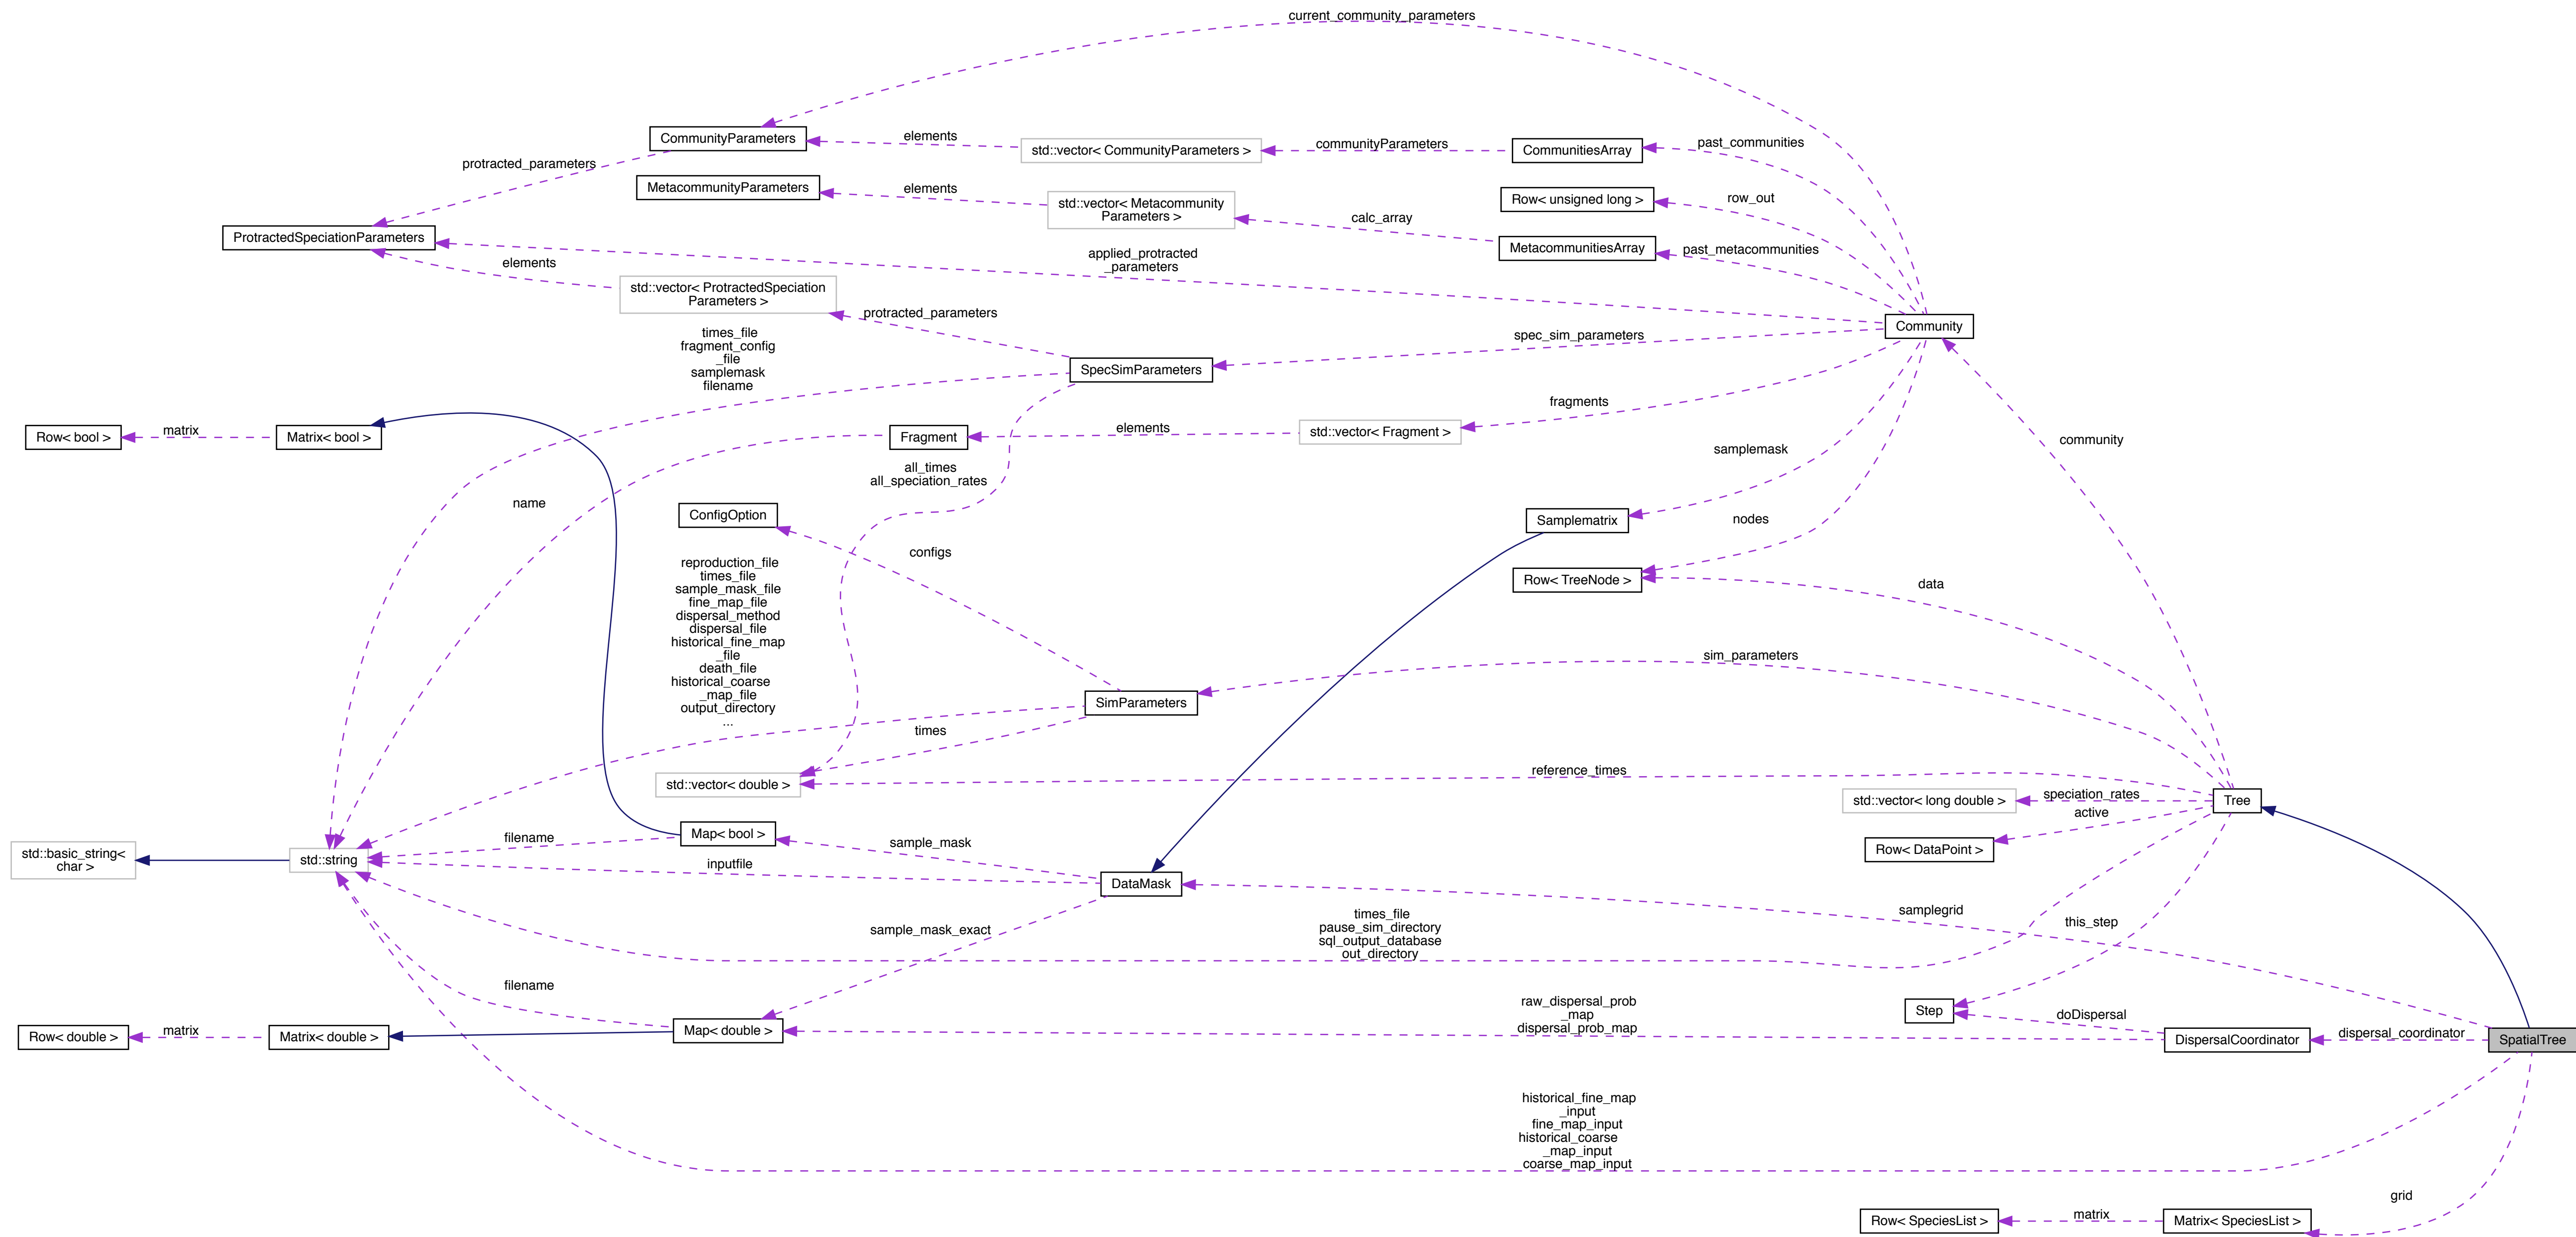 current_community_parameters
CommunityParameters
elements
std::vector< CommunityParameters >
communityParameters
CommunitiesArray
past_communities
protracted_parameters
MetacommunityParameters
elements
std::vector< Metacommunity
Parameters >
calc_array
Row< unsigned long >
row_out
MetacommunitiesArray
past_metacommunities
ProtractedSpeciationParameters
elements
applied_protracted
_parameters
std::vector< ProtractedSpeciation
Parameters >
protracted_parameters
Community
spec_sim_parameters
times_file
fragment_config
_file
samplemask
filename
SpecSimParameters
fragments
Row< bool >
matrix
Matrix< bool >
Fragment
elements
std::vector< Fragment >
community
samplemask
all_times
all_speciation_rates
name
ConfigOption
configs
Samplematrix
nodes
Row< TreeNode >
data
reproduction_file
times_file
sample_mask_file
fine_map_file
dispersal_method
dispersal_file
historical_fine_map
_file
death_file
historical_coarse
_map_file
output_directory
...
sim_parameters
SimParameters
times
std::vector< double >
reference_times
std::vector< long double >
speciation_rates
Tree
active
Row< DataPoint >
std::basic_string<
char >
std::string
filename
Map< bool >
sample_mask
inputfile
DataMask
samplegrid
this_step
times_file
pause_sim_directory
sql_output_database
out_directory
sample_mask_exact
filename
Row< double >
matrix
Matrix< double >
Map< double >
raw_dispersal_prob
_map
dispersal_prob_map
Step
doDispersal
DispersalCoordinator
dispersal_coordinator
SpatialTree
historical_fine_map
_input
fine_map_input
historical_coarse
_map_input
coarse_map_input
grid
Row< SpeciesList >
matrix
Matrix< SpeciesList >